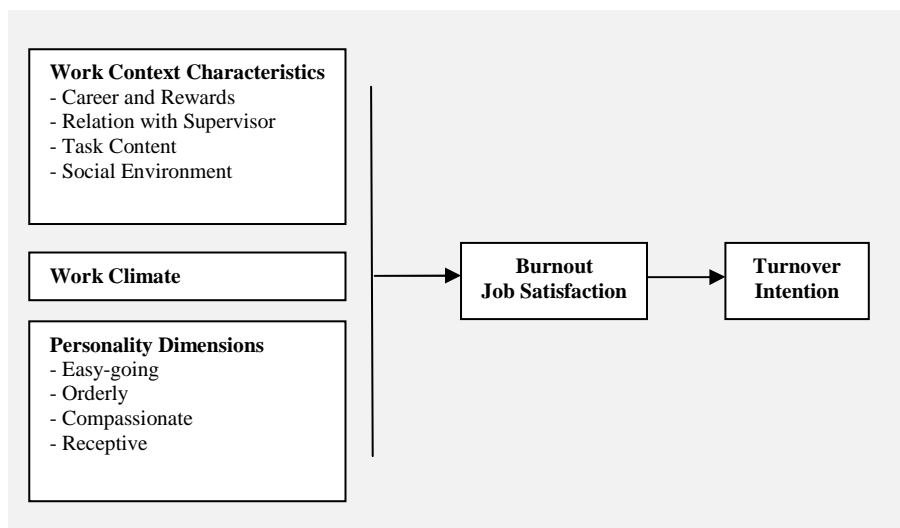 Work Context Characteristics
- Career and Rewards
- Relation with Supervisor
- Task Content
- Social Environment
Work Climate
Personality Dimensions
- Easy-going
- Orderly
- Compassionate
- Receptive
Burnout
Job Satisfaction
Turnover
Intention